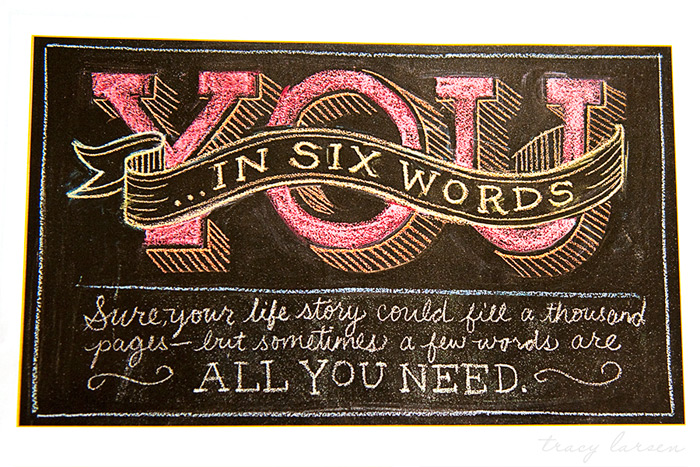 YOU
...IN SIX WORDS
Sure, your life story could fill a thousand
pages—but sometimes a few words are
ALL YOU NEED.
tracy larsen